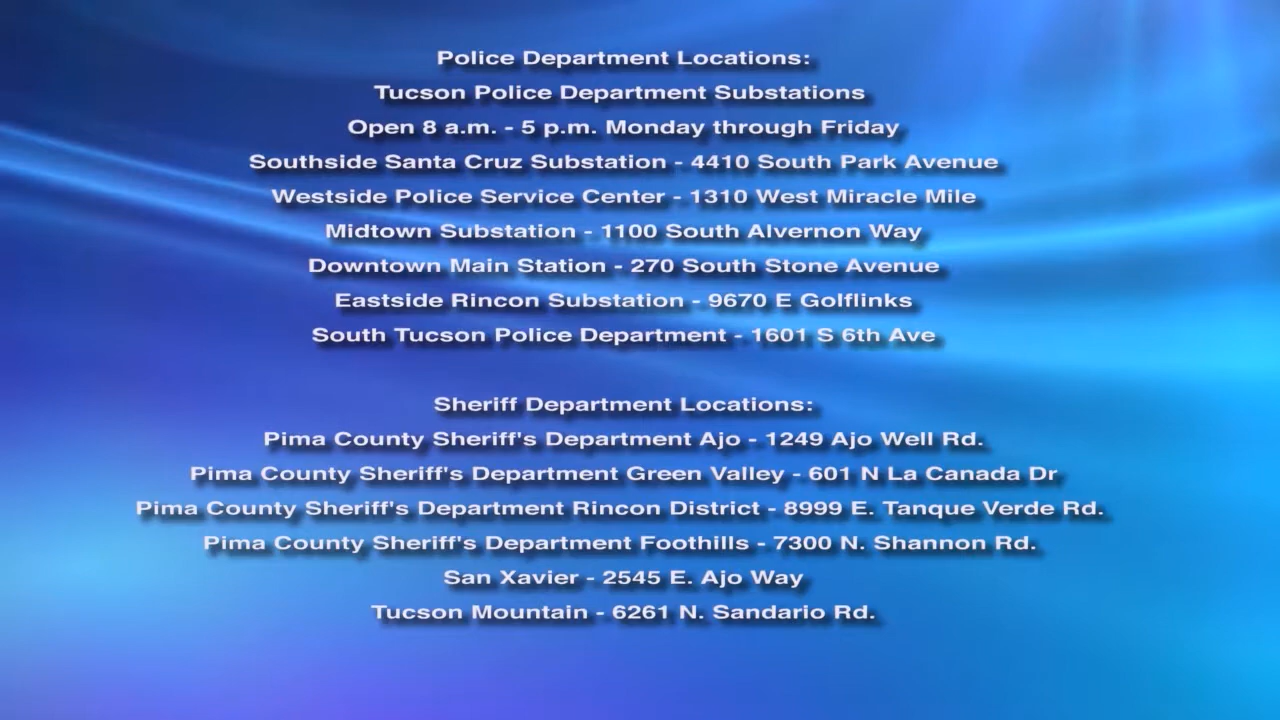 Police Department Locations:
Tucson Police Department Substations
Open 8 a.m. - 5 p.m. Monday through Friday
Southside Santa Cruz Substation - 4410 South Park Avenue
Westside Police Service Center - 1310 West Miracle Mile
Midtown Substation - 1100 South Alvernon Way
Downtown Main Station - 270 South Stone Avenue
Eastside Rincon Substation - 9670 E Golflinks
South Tucson Police Department - 1601 S 6th Ave
Sheriff Department Locations:
Pima County Sheriff's Department Ajo - 1249 Ajo Well Rd.
Pima County Sheriff's Department Green Valley - 601 N La Canada Dr
Pima County Sheriff's Department Rincon District - 8999 E. Tanque Verde Rd.
Pima County Sheriff's Department Foothills - 7300 N. Shannon Rd.
San Xavier - 2545 E. Ajo Way
Tucson Mountain - 6261 N. Sandario Rd.